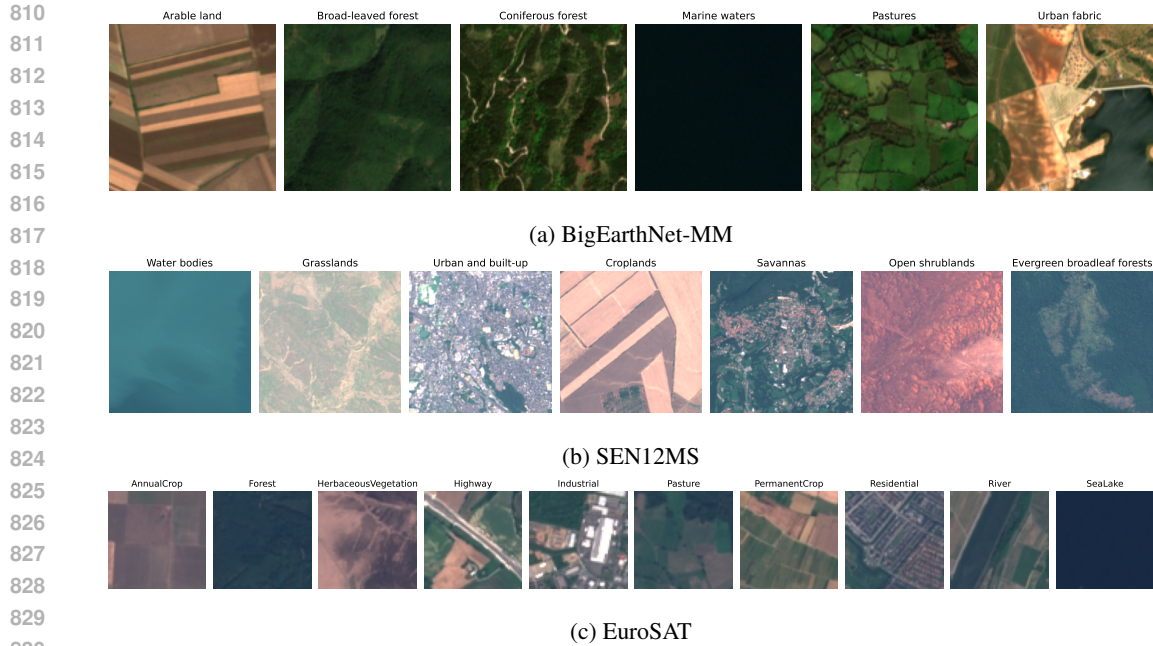 810
Arable land Broad-leaved forest Coniferous forest Marine waters Pastures Urban fabric
811
812
813
814
815
816
817 (a) BigEarthNet-MM
818 Water bodies Grasslands Urban and built-up Croplands Savannas Open shrublands Evergreen broadleaf forests
819
820
821
822
823
824 (b) SEN12MS
825 AnnualCrop Forest HerbaceousVegetation Highway Industrial Pasture PermanentCrop Residential River SeaLake
826
827
828
829 (c) EuroSAT